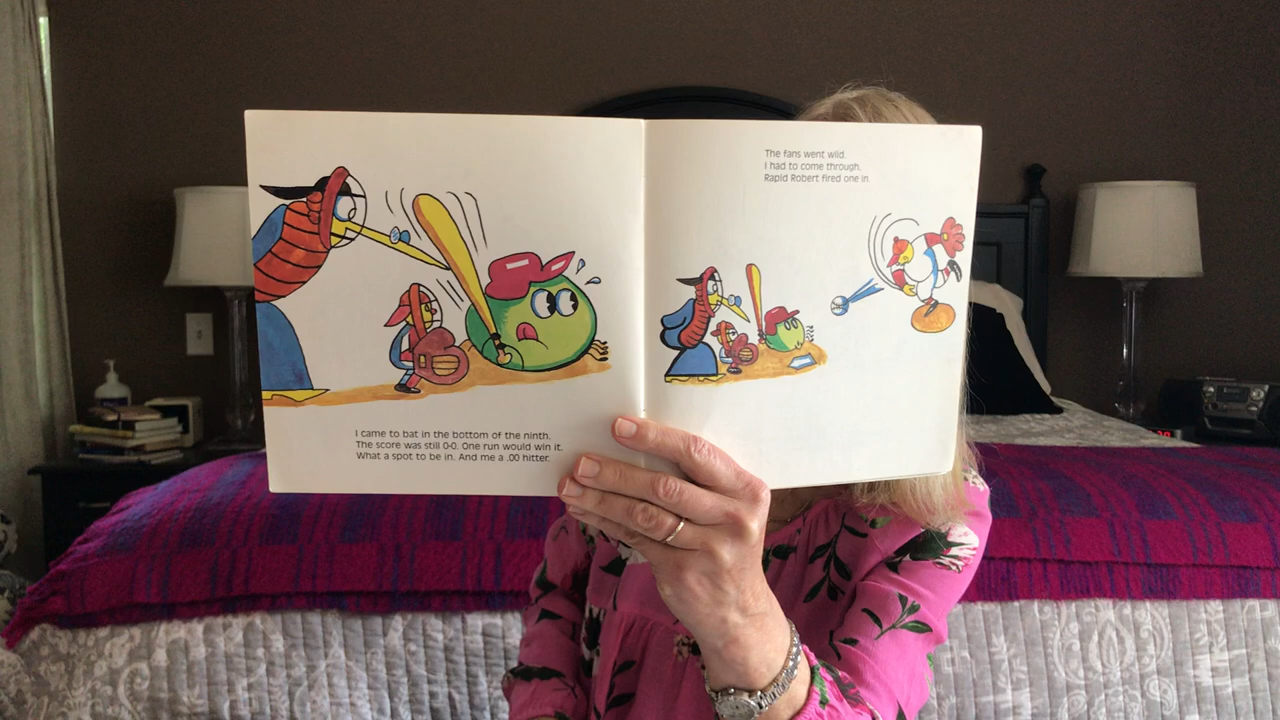 I came to bat in the bottom of the ninth.
The score was still 0-0. One run would win it.
What a spot to be in. And me a .00 hitter.
The fans went wild.
I had to come through.
Rapid Robert fired one in.